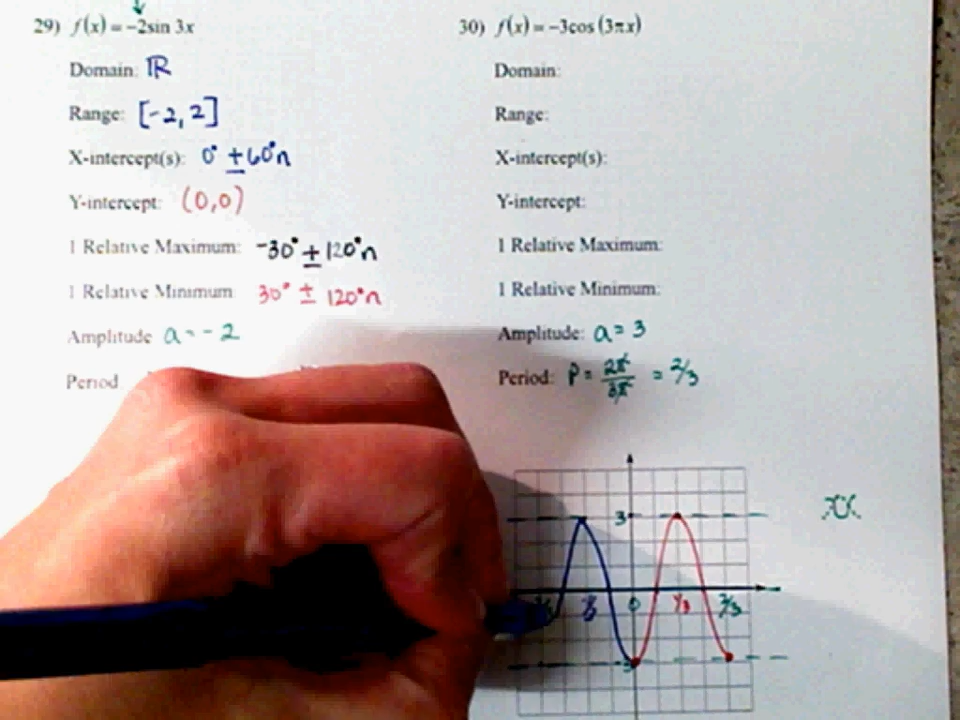 29) f(x) = -2sin 3x
Domain: ℝ
Range: [-2, 2]
X-intercept(s): 0° ± 60°n
Y-intercept: (0,0)
1 Relative Maximum: -30° ± 120°n
1 Relative Minimum: 30° ± 120°n
Amplitude a = -2
Period
30) f(x) = -3cos (3πx)
Domain:
Range:
X-intercept(s):
Y-intercept:
1 Relative Maximum:
1 Relative Minimum:
Amplitude: a = 3
Period: P = 2π/3π = 2/3
3
0 1/3 2/3